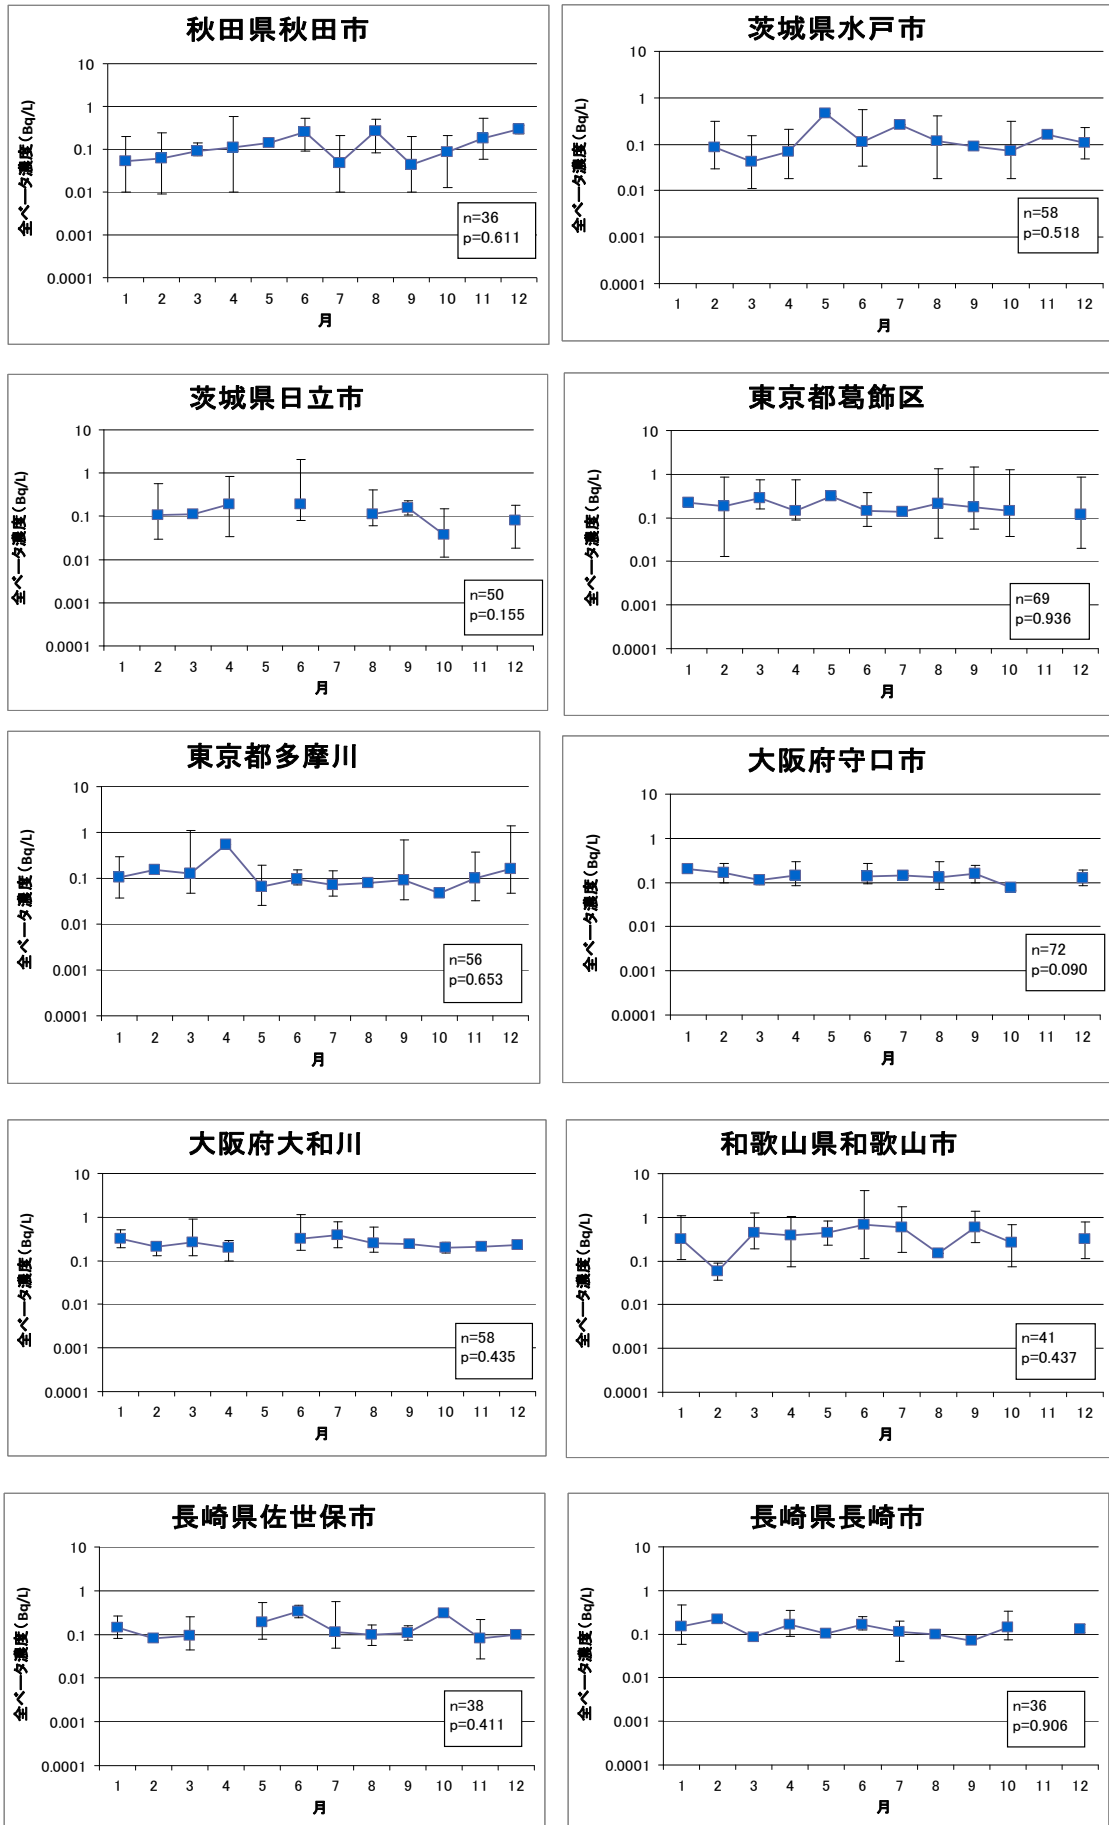 秋田県秋田市
全ベータ濃度(Bq/L)
10
1
0.1
0.01
0.001
0.0001
n=36
p=0.611
1 2 3 4 5 6 7 8 9 10 11 12
月
茨城県水戸市
全ベータ濃度(Bq/L)
10
1
0.1
0.01
0.001
0.0001
n=58
p=0.518
1 2 3 4 5 6 7 8 9 10 11 12
月
茨城県日立市
全ベータ濃度(Bq/L)
10
1
0.1
0.01
0.001
0.0001
n=50
p=0.155
1 2 3 4 5 6 7 8 9 10 11 12
月
東京都葛飾区
全ベータ濃度(Bq/L)
10
1
0.1
0.01
0.001
0.0001
n=69
p=0.936
1 2 3 4 5 6 7 8 9 10 11 12
月
東京都多摩川
全ベータ濃度(Bq/L)
10
1
0.1
0.01
0.001
0.0001
n=56
p=0.653
1 2 3 4 5 6 7 8 9 10 11 12
月
大阪府守口市
全ベータ濃度(Bq/L)
10
1
0.1
0.01
0.001
0.0001
n=72
p=0.090
1 2 3 4 5 6 7 8 9 10 11 12
月
大阪府大和川
全ベータ濃度(Bq/L)
10
1
0.1
0.01
0.001
0.0001
n=58
p=0.435
1 2 3 4 5 6 7 8 9 10 11 12
月
和歌山県和歌山市
全ベータ濃度(Bq/L)
10
1
0.1
0.01
0.001
0.0001
n=41
p=0.437
1 2 3 4 5 6 7 8 9 10 11 12
月
長崎県佐世保市
全ベータ濃度(Bq/L)
10
1
0.1
0.01
0.001
0.0001
n=38
p=0.411
1 2 3 4 5 6 7 8 9 10 11 12
月
長崎県長崎市
全ベータ濃度(Bq/L)
10
1
0.1
0.01
0.001
0.0001
n=36
p=0.906
1 2 3 4 5 6 7 8 9 10 11 12
月